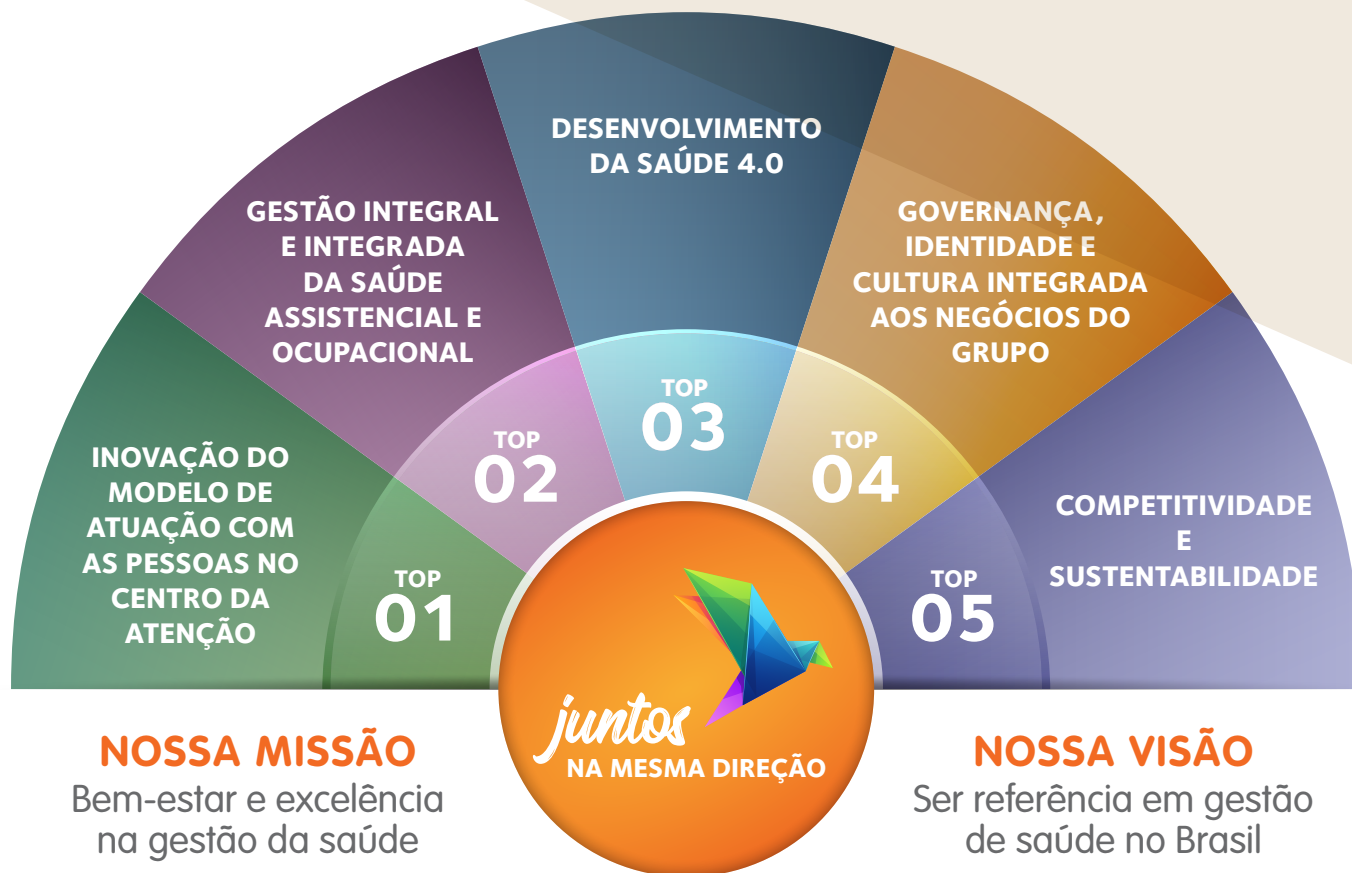 TOP
01
INOVAÇÃO DO
MODELO DE
ATUAÇÃO COM
AS PESSOAS NO
CENTRO DA
ATENÇÃO
TOP
02
GESTÃO INTEGRAL
E INTEGRADA
DA SAÚDE
ASSISTENCIAL E
OCUPACIONAL
TOP
03
DESENVOLVIMENTO
DA SAÚDE 4.0
TOP
04
GOVERNANÇA,
IDENTIDADE E
CULTURA INTEGRADA
AOS NEGÓCIOS DO
GRUPO
TOP
05
COMPETITIVIDADE
E
SUSTENTABILIDADE
juntos
NA MESMA DIREÇÃO
NOSSA MISSÃO
Bem-estar e excelência
na gestão da saúde
NOSSA VISÃO
Ser referência em gestão
de saúde no Brasil